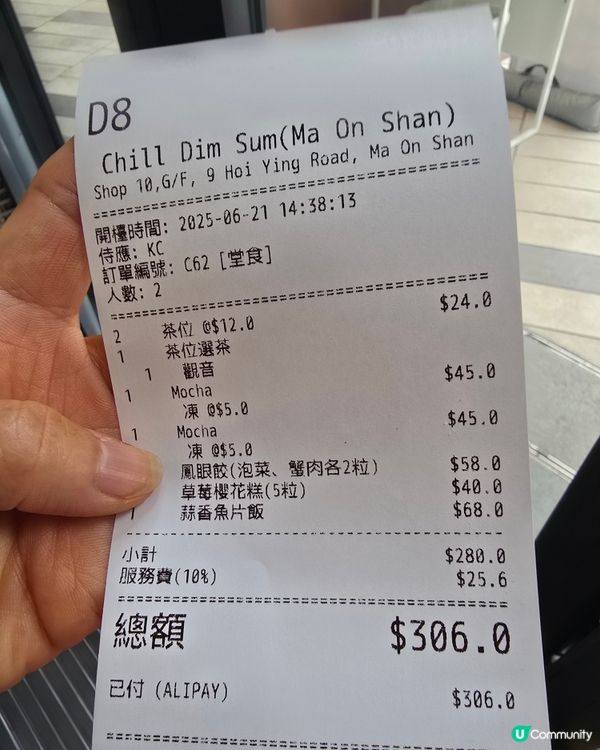 D8
Chill Dim Sum(Ma On Shan)
Shop 10,G/F, 9 Hoi Ying Road, Ma On Shan
開檯時間: 2025-06-21 14:38:13
侍應: KC
訂單編號: C62 [堂食]
人數: 2
2 茶位 @$12.0 $24.0
1 茶位選茶
1 觀音
1 Mocha $45.0
凍 @$5.0
1 Mocha $45.0
凍 @$5.0
鳳眼餃(泡菜、蟹肉各2粒) $58.0
草莓櫻花糕(5粒) $40.0
1 蒜香魚片飯 $68.0
小計 $280.0
服務費(10%) $25.6
總額 $306.0
已付 (ALIPAY) $306.0
U Community